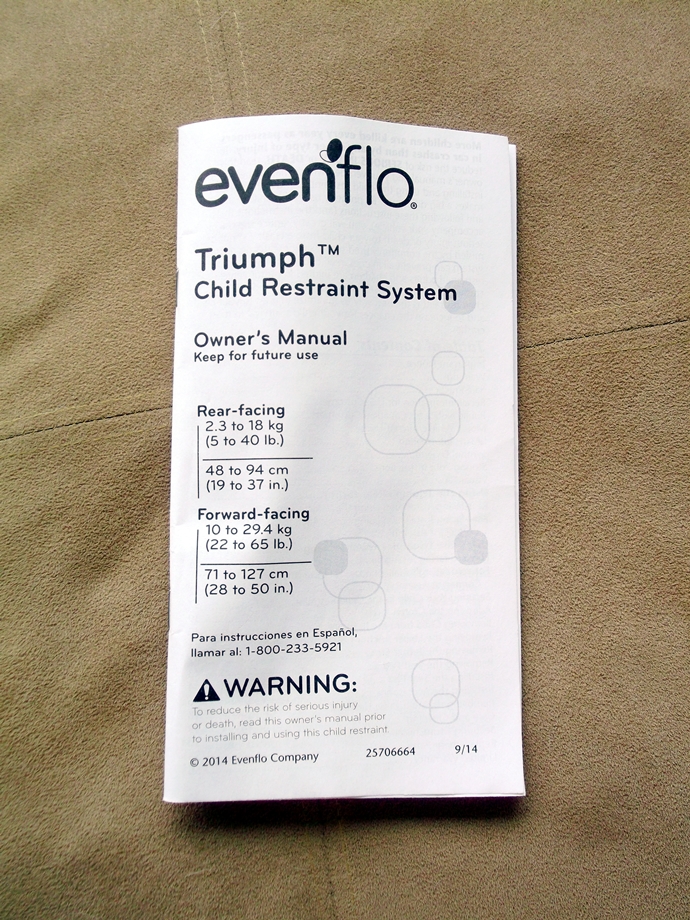 evenflo®
Triumph™
Child Restraint System
Owner's Manual
Keep for future use
Rear-facing
2.3 to 18 kg
(5 to 40 lb.)
48 to 94 cm
(19 to 37 in.)
Forward-facing
10 to 29.4 kg
(22 to 65 lb.)
71 to 127 cm
(28 to 50 in.)
Para instrucciones en Español,
llamar al: 1-800-233-5921
WARNING:
To reduce the risk of serious injury
or death, read this owner's manual prior
to installing and using this child restraint.
© 2014 Evenflo Company 25706664 9/14